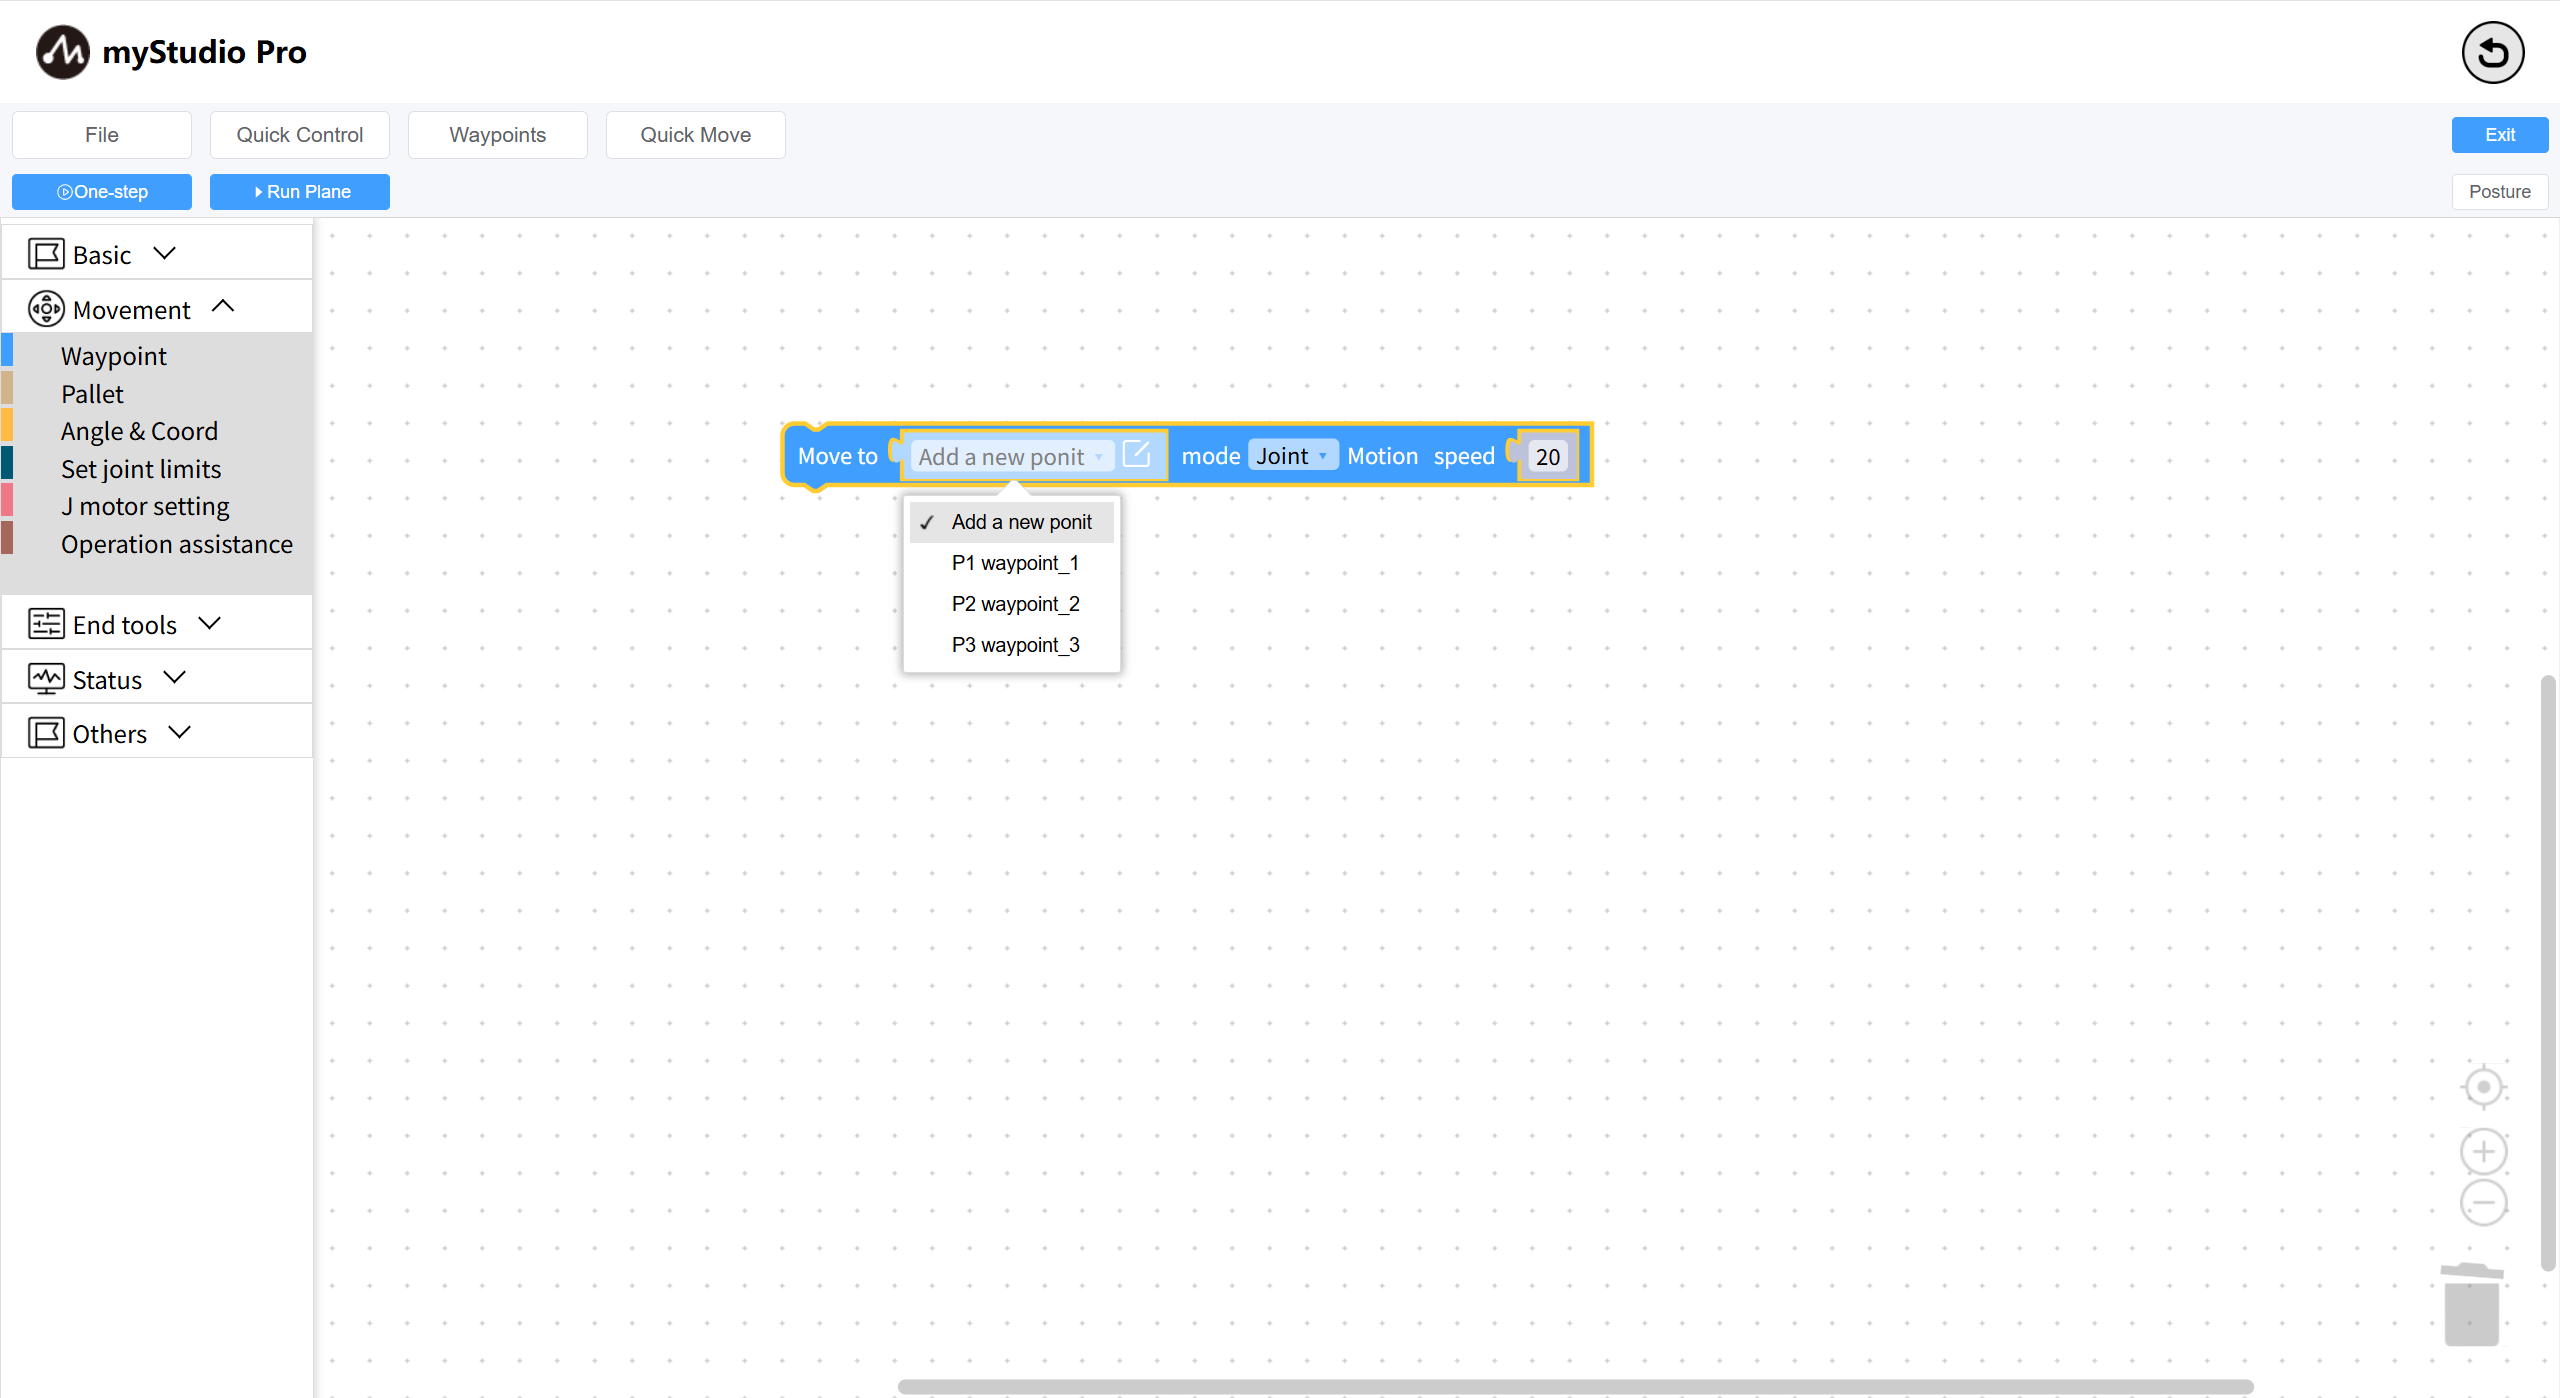 myStudio Pro
File Quick Control Waypoints Quick Move Exit
One-step Run Plane Posture
Basic
Movement
Waypoint
Pallet
Angle & Coord
Set joint limits
J motor setting
Operation assistance
End tools
Status
Others
Move to Add a new ponit mode Joint Motion speed 20
✓ Add a new ponit
P1 waypoint_1
P2 waypoint_2
P3 waypoint_3